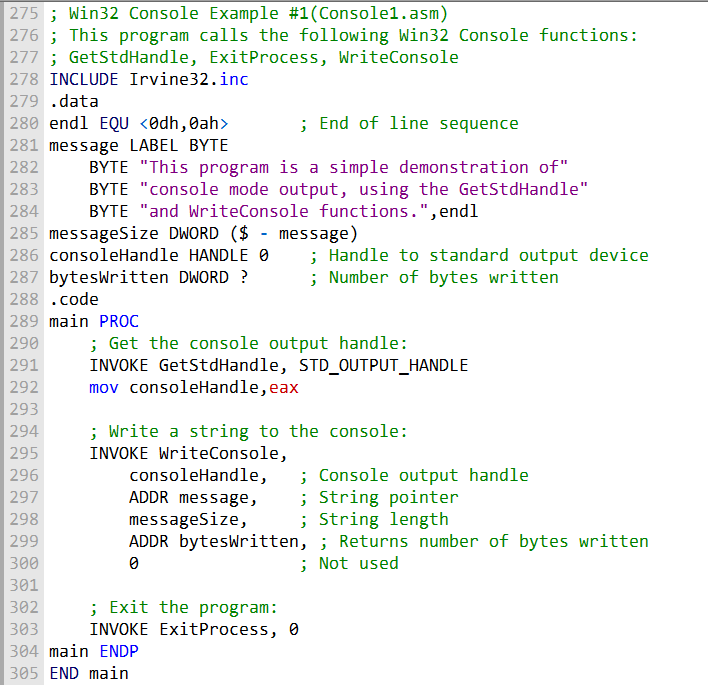 275 ; Win32 Console Example #1(Console1.asm)
276 ; This program calls the following Win32 Console functions:
277 ; GetStdHandle, ExitProcess, WriteConsole
278 INCLUDE Irvine32.inc
279 .data
280 endl EQU <0dh,0ah>       ; End of line sequence
281 message LABEL BYTE
282     BYTE "This program is a simple demonstration of"
283     BYTE "console mode output, using the GetStdHandle"
284     BYTE "and WriteConsole functions.",endl
285 messageSize DWORD ($ - message)
286 consoleHandle HANDLE 0    ; Handle to standard output device
287 bytesWritten DWORD ?      ; Number of bytes written
288 .code
289 main PROC
290     ; Get the console output handle:
291     INVOKE GetStdHandle, STD_OUTPUT_HANDLE
292     mov consoleHandle,eax
293
294     ; Write a string to the console:
295     INVOKE WriteConsole,
296         consoleHandle,   ; Console output handle
297         ADDR message,    ; String pointer
298         messageSize,     ; String length
299         ADDR bytesWritten, ; Returns number of bytes written
300         0                ; Not used
301
302     ; Exit the program:
303     INVOKE ExitProcess, 0
304 main ENDP
305 END main